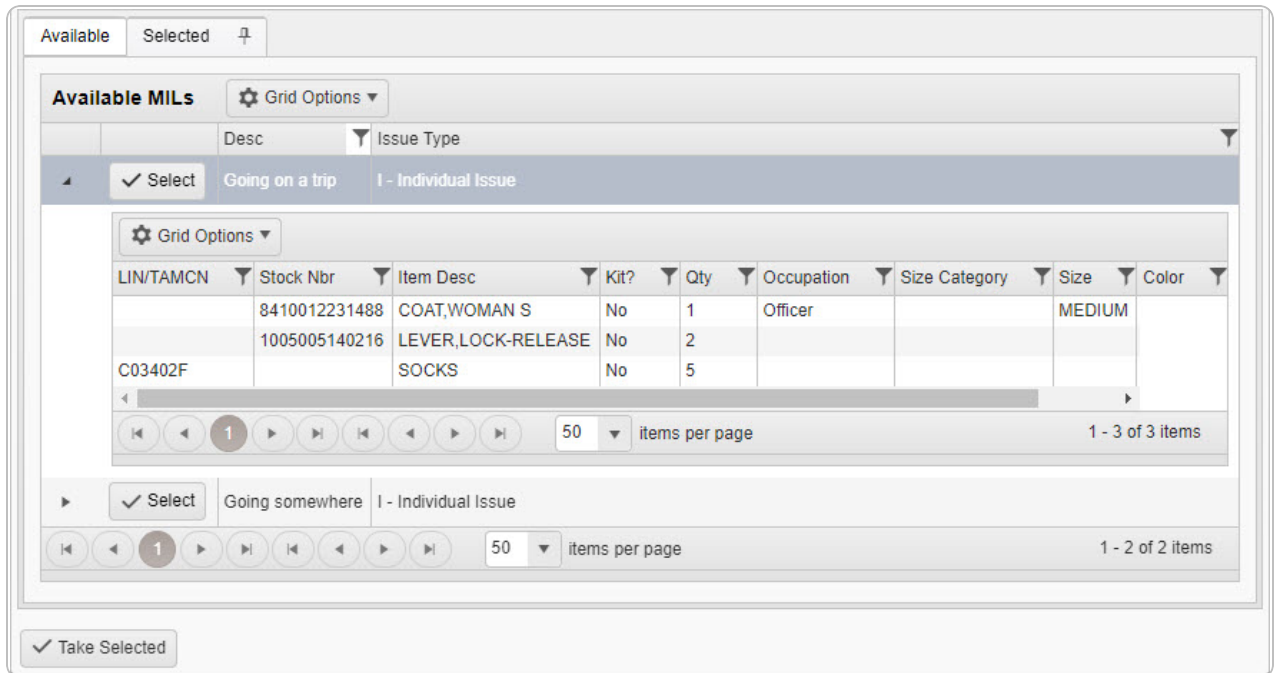 Available Selected
Available MILs Grid Options
Desc Issue Type
Select Going on a trip I - Individual Issue
Grid Options
LIN/TAMCN Stock Nbr Item Desc Kit? Qty Occupation Size Category Size Color
8410012231488 COAT,WOMAN S No 1 Officer MEDIUM
1005005140216 LEVER,LOCK-RELEASE No 2
C03402F SOCKS No 5
1 50 items per page 1 - 3 of 3 items
Select Going somewhere I - Individual Issue
1 50 items per page 1 - 2 of 2 items
Take Selected